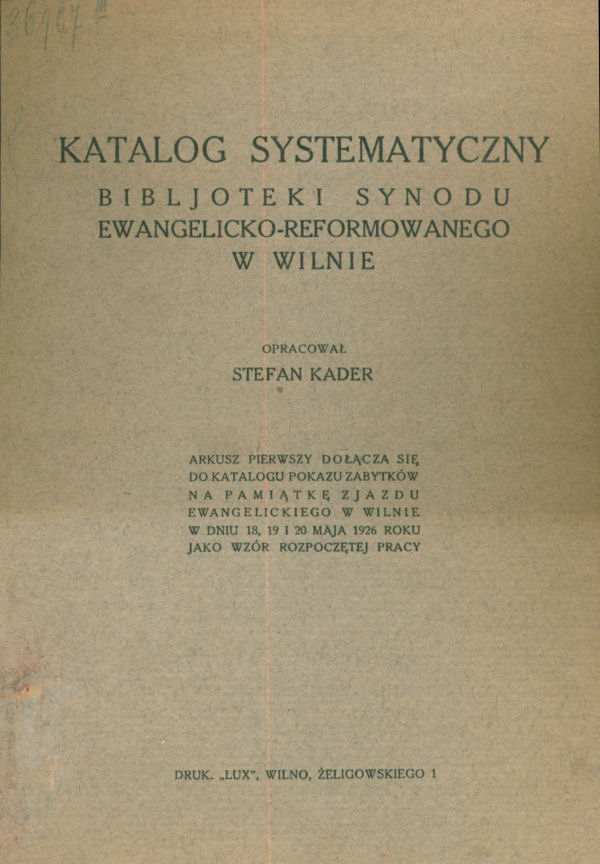 36987 III
KATALOG SYSTEMATYCZNY
BIBLJOTEKI SYNODU
EWANGELICKO-REFORMOWANEGO
W WILNIE
OPRACOWAŁ
STEFAN KADER
ARKUSZ PIERWSZY DOŁĄCZA SIĘ
DO KATALOGU POKAZU ZABYTKÓW
NA PAMIĄTKĘ ZJAZDU
EWANGELICKIEGO W WILNIE
W DNIU 18, 19 I 20 MAJA 1926 ROKU
JAKO WZÓR ROZPOCZĘTEJ PRACY
DRUK. „LUX”, WILNO, ŻELIGOWSKIEGO 1